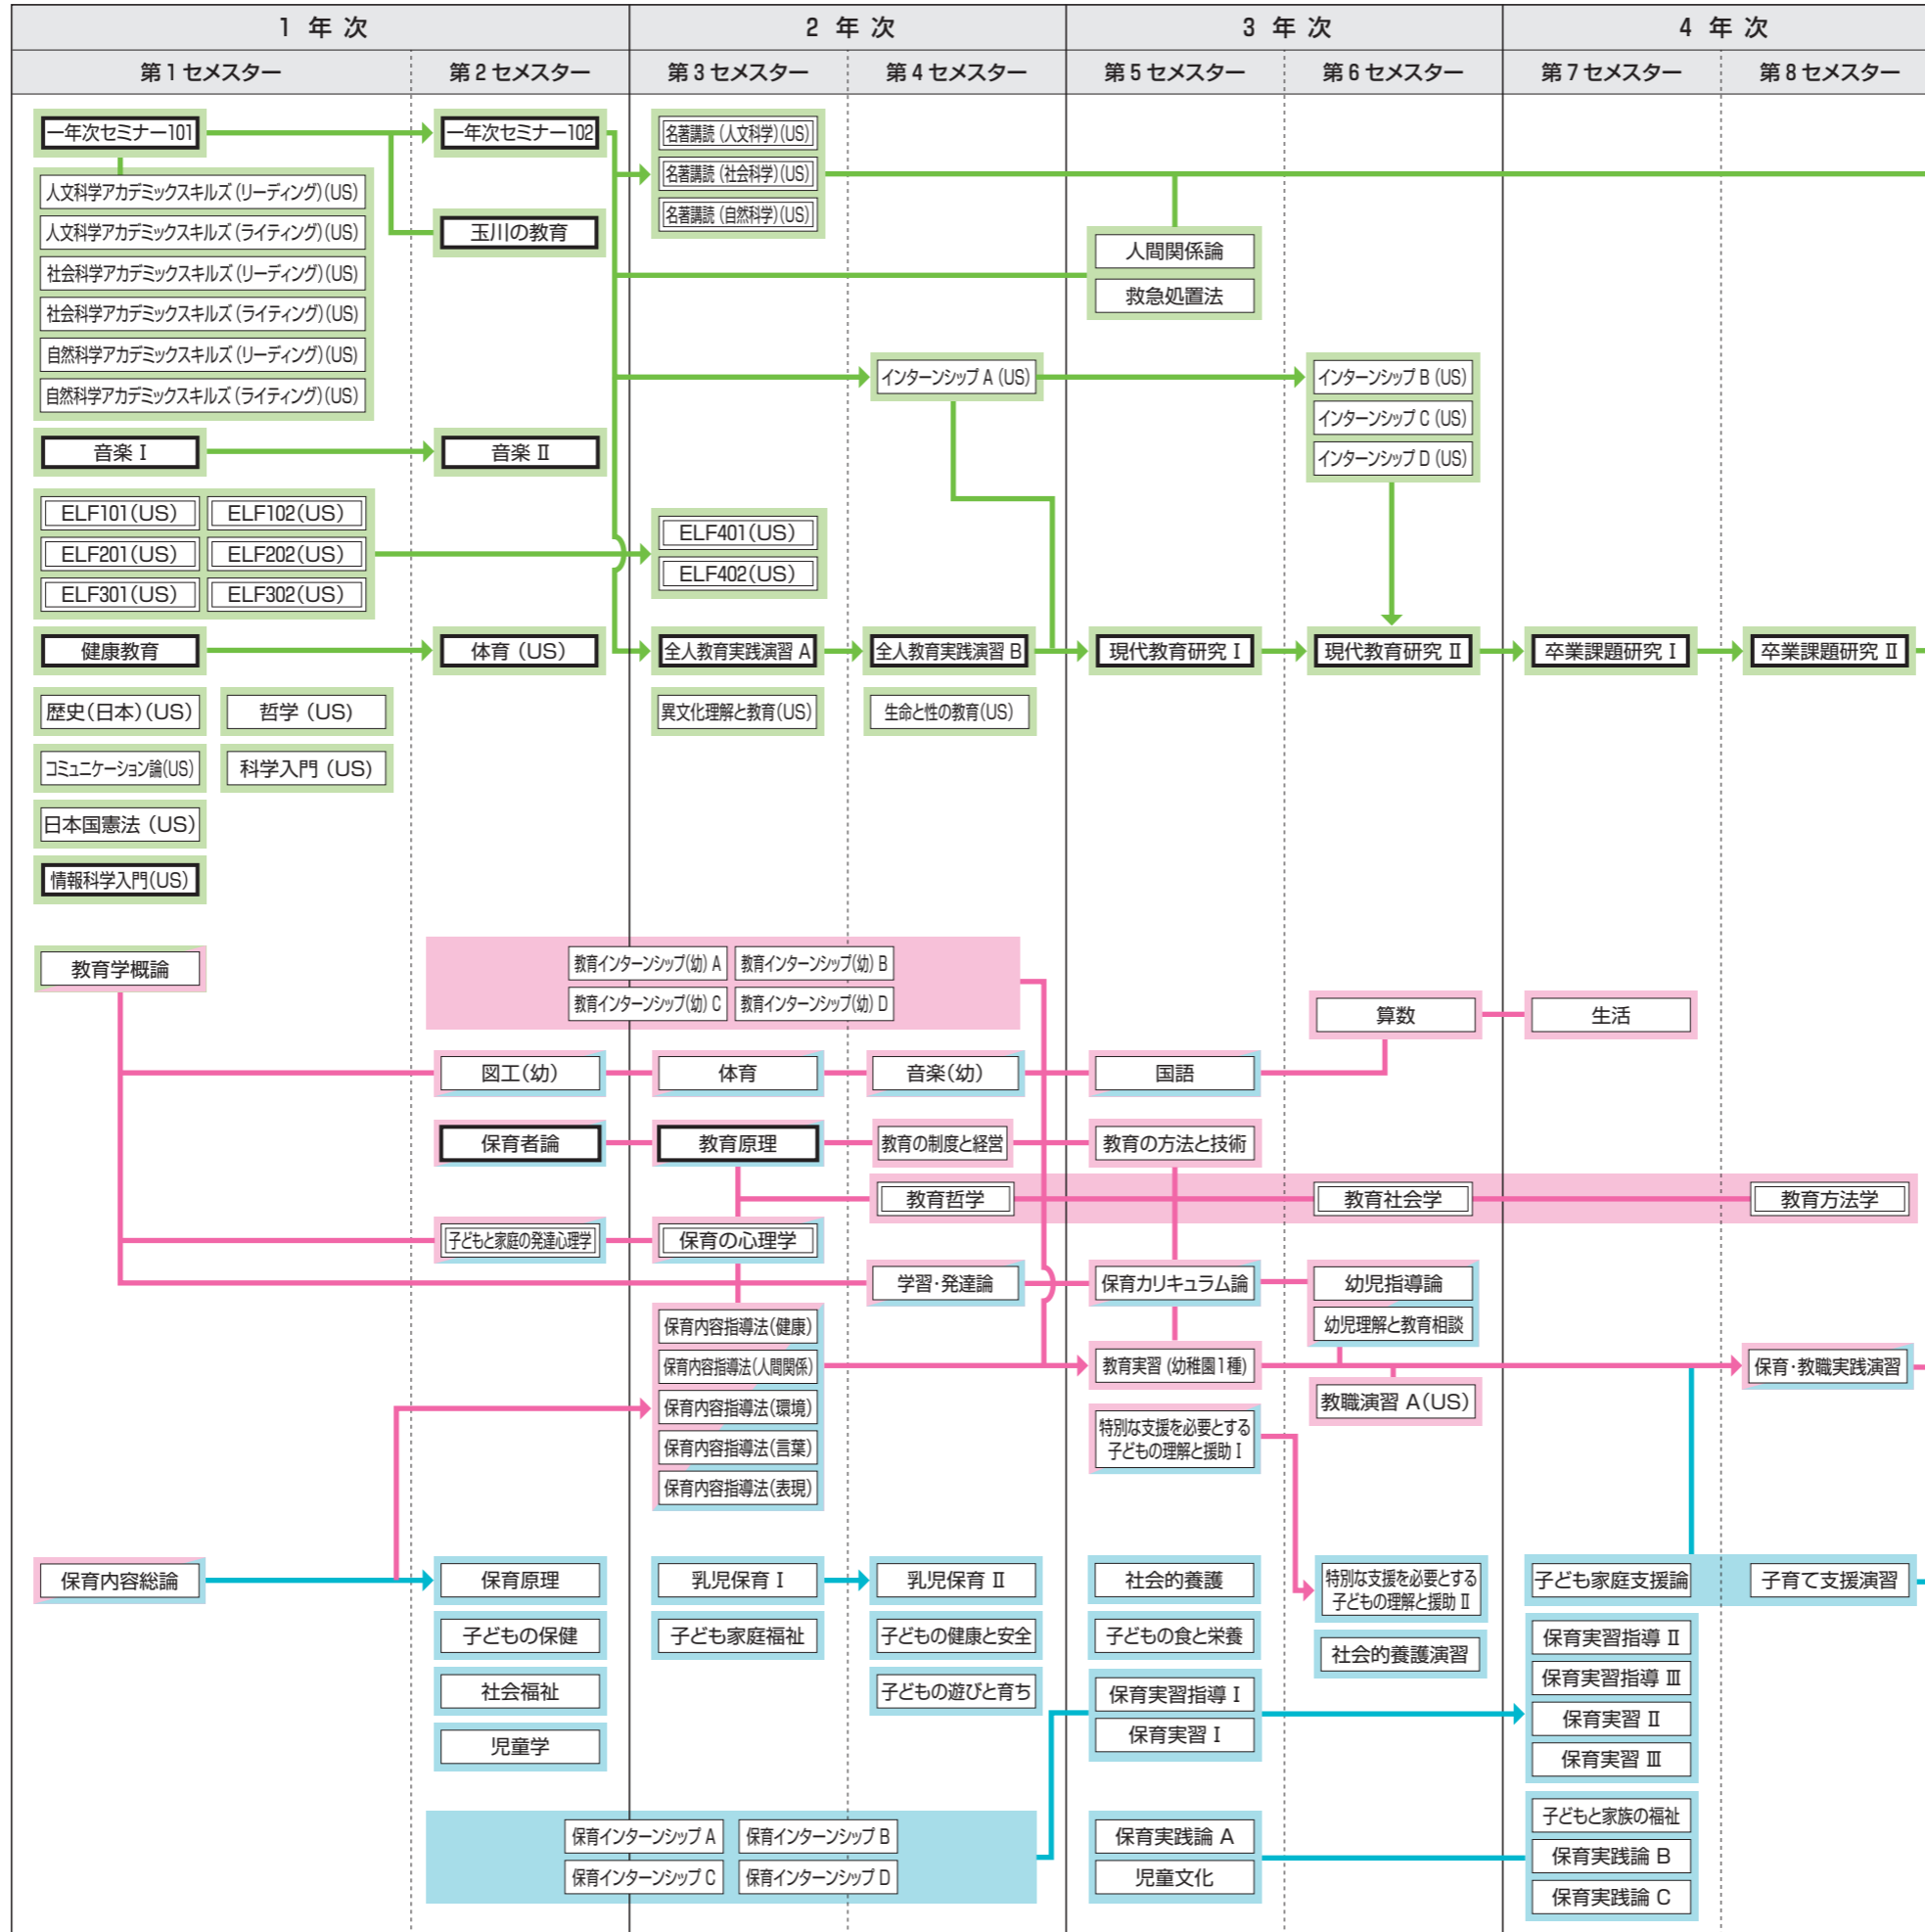 1 年 次
2 年 次
3 年 次
4 年 次
第1セメスター
第2セメスター
第3セメスター
第4セメスター
第5セメスター
第6セメスター
第7セメスター
第8セメスター
一年次セミナー101
一年次セミナー102
名著講読(人文科学)(US)
名著講読(社会科学)(US)
名著講読(自然科学)(US)
人文科学アカデミックスキルズ(リーディング)(US)
人文科学アカデミックスキルズ(ライティング)(US)
社会科学アカデミックスキルズ(リーディング)(US)
社会科学アカデミックスキルズ(ライティング)(US)
自然科学アカデミックスキルズ(リーディング)(US)
自然科学アカデミックスキルズ(ライティング)(US)
玉川の教育
人間関係論
救急処置法
インターンシップ A (US)
インターンシップ B (US)
インターンシップ C (US)
インターンシップ D (US)
音楽 Ⅰ
音楽 Ⅱ
ELF101(US)
ELF102(US)
ELF201(US)
ELF202(US)
ELF301(US)
ELF302(US)
ELF401(US)
ELF402(US)
健康教育
体育 (US)
全人教育実践演習 A
全人教育実践演習 B
現代教育研究 Ⅰ
現代教育研究 Ⅱ
卒業課題研究 Ⅰ
卒業課題研究 Ⅱ
歴史(日本)(US)
哲学 (US)
異文化理解と教育(US)
生命と性の教育(US)
コミュニケーション論(US)
科学入門 (US)
日本国憲法 (US)
情報科学入門(US)
教育学概論
教育インターンシップ(幼) A
教育インターンシップ(幼) B
教育インターンシップ(幼) C
教育インターンシップ(幼) D
算数
生活
図工(幼)
体育
音楽(幼)
国語
保育者論
教育原理
教育の制度と経営
教育の方法と技術
教育哲学
教育社会学
教育方法学
子どもと家庭の発達心理学
保育の心理学
学習・発達論
保育カリキュラム論
幼児指導論
幼児理解と教育相談
保育内容指導法(健康)
保育内容指導法(人間関係)
保育内容指導法(環境)
保育内容指導法(言葉)
保育内容指導法(表現)
教育実習 (幼稚園1種)
保育・教職実践演習
教職演習 A(US)
特別な支援を必要とする
子どもの理解と援助 Ⅰ
保育内容総論
保育原理
乳児保育 Ⅰ
乳児保育 Ⅱ
社会的養護
特別な支援を必要とする
子どもの理解と援助 Ⅱ
子ども家庭支援論
子育て支援演習
子どもの保健
子ども家庭福祉
子どもの健康と安全
子どもの食と栄養
社会的養護演習
保育実習指導 Ⅱ
保育実習指導 Ⅲ
保育実習 Ⅱ
保育実習 Ⅲ
社会福祉
子どもの遊びと育ち
保育実習指導 Ⅰ
保育実習 Ⅰ
児童学
保育インターンシップ A
保育インターンシップ B
保育インターンシップ C
保育インターンシップ D
保育実践論 A
児童文化
子どもと家族の福祉
保育実践論 B
保育実践論 C